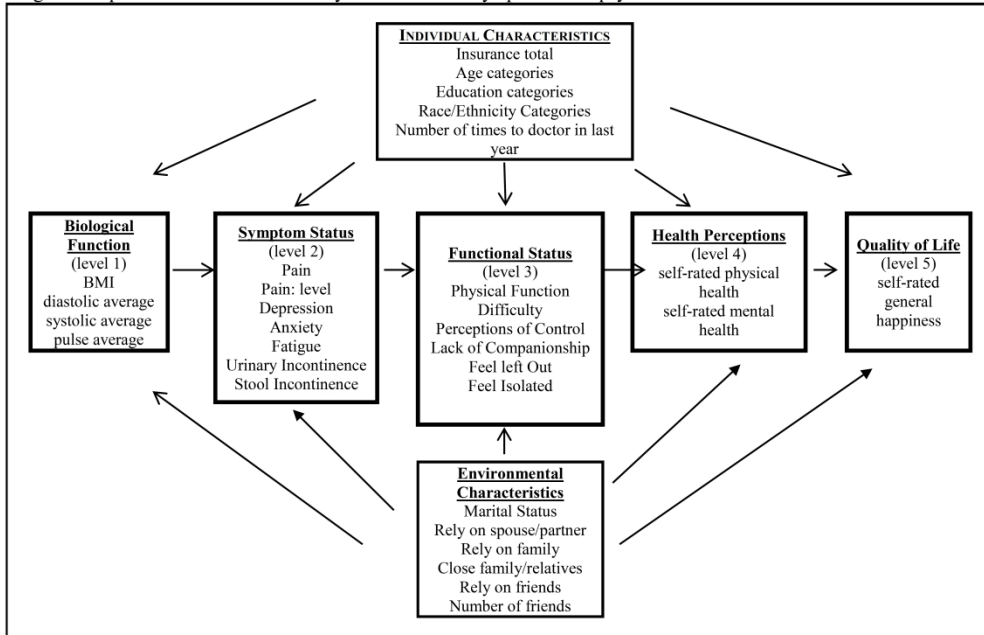 INDIVIDUAL CHARACTERISTICS
Insurance total
Age categories
Education categories
Race/Ethnicity Categories
Number of times to doctor in last
year
Biological
Function
(level 1)
BMI
diastolic average
systolic average
pulse average
Symptom Status
(level 2)
Pain
Pain: level
Depression
Anxiety
Fatigue
Urinary Incontinence
Stool Incontinence
Functional Status
(level 3)
Physical Function
Difficulty
Perceptions of Control
Lack of Companionship
Feel left Out
Feel Isolated
Health Perceptions
(level 4)
self-rated physical
health
self-rated mental
health
Quality of Life
(level 5)
self-rated
general
happiness
Environmental
Characteristics
Marital Status
Rely on spouse/partner
Rely on family
Close family/relatives
Rely on friends
Number of friends